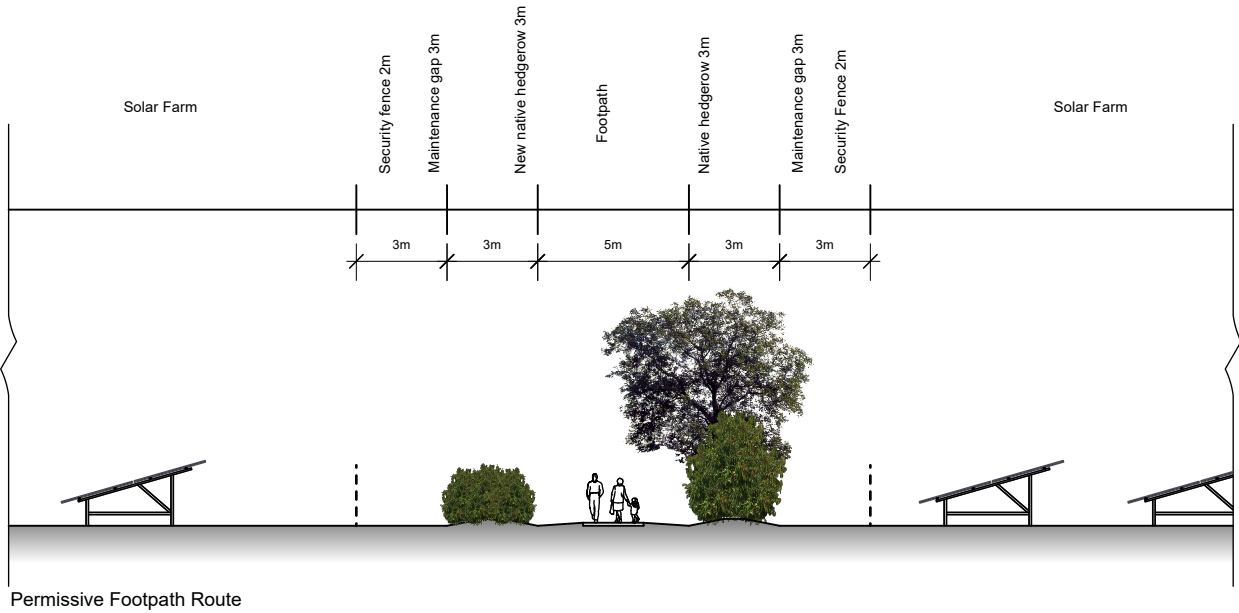 Solar Farm
Security fence 2m
Maintenance gap 3m
New native hedgerow 3m
Footpath
Native hedgerow 3m
Maintenance gap 3m
Security Fence 2m
Solar Farm
3m
3m
5m
3m
3m
Permissive Footpath Route